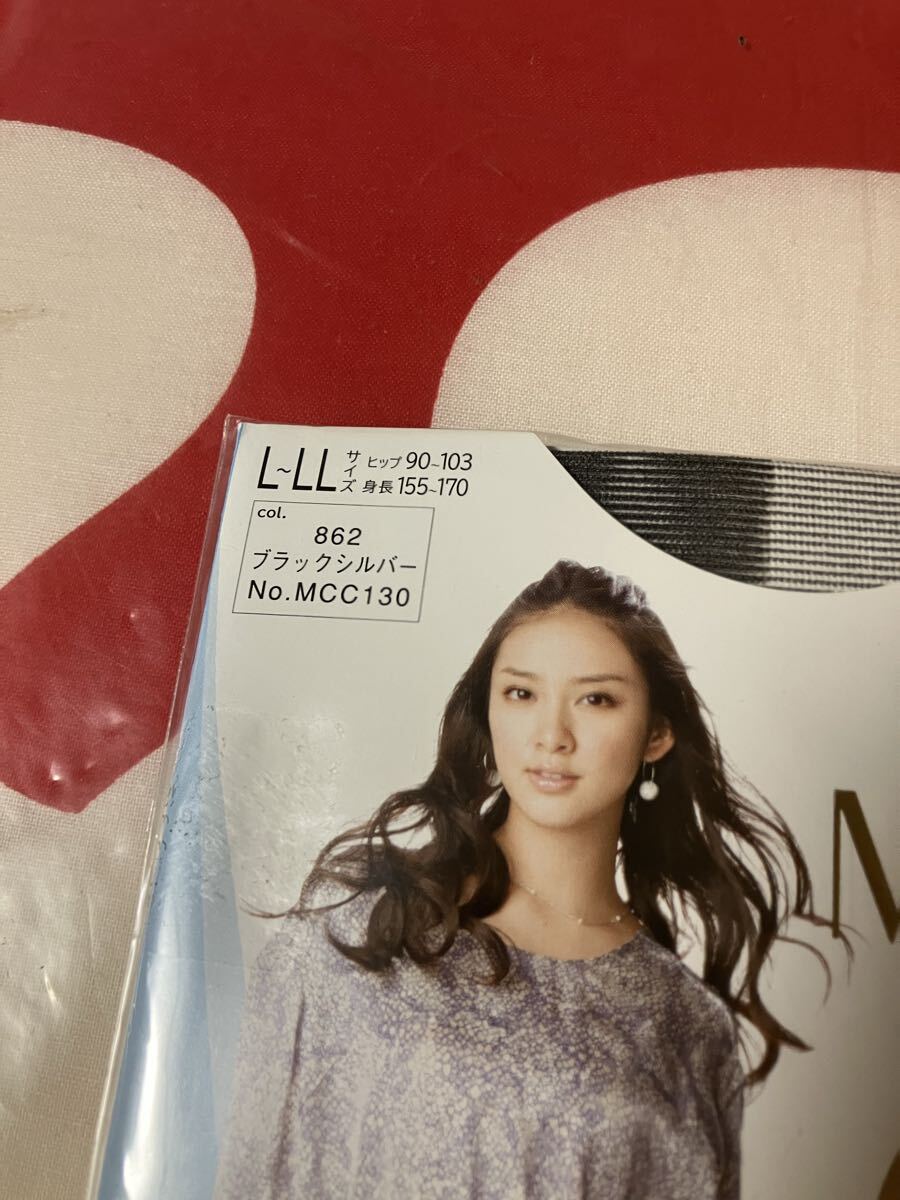 L~LL サイズ ヒップ 90~103
身長 155~170
col.
862
ブラックシルバー
No.MCC130
M